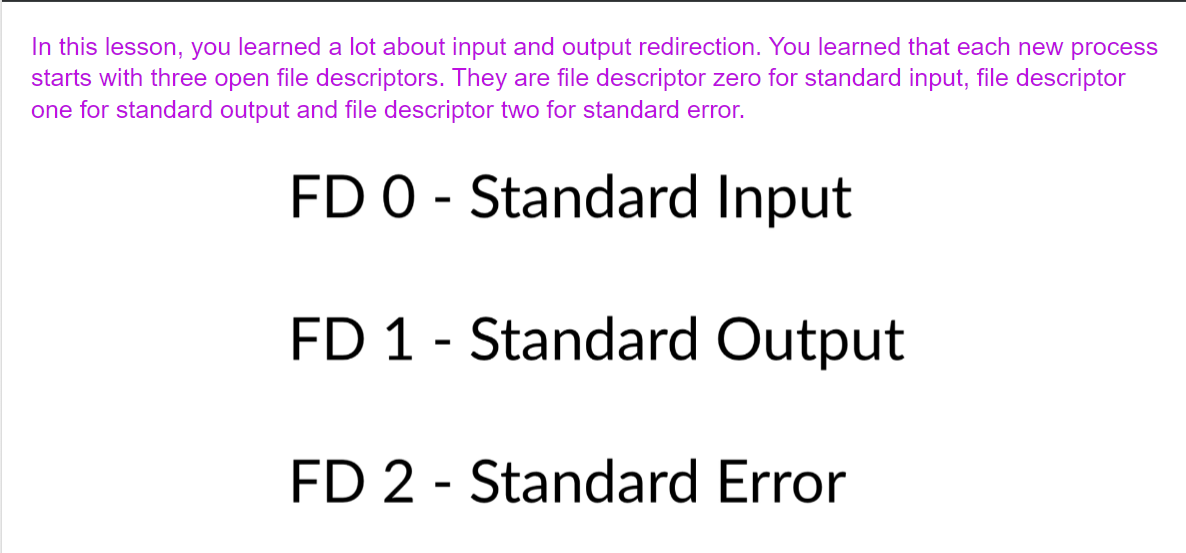 In this lesson, you learned a lot about input and output redirection. You learned that each new process
starts with three open file descriptors. They are file descriptor zero for standard input, file descriptor
one for standard output and file descriptor two for standard error.
FD 0 - Standard Input
FD 1 - Standard Output
FD 2 - Standard Error